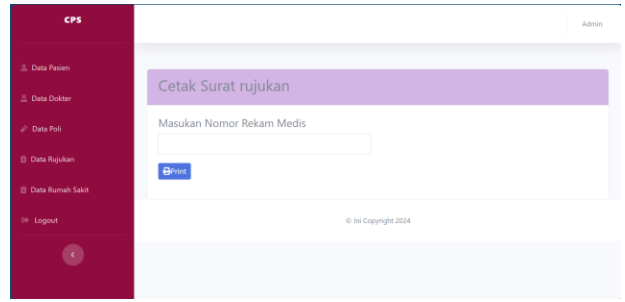 CPS
Admin
Data Pasien
Data Dokter
Data Poli
Data Rujukan
Data Rumah Sakit
Logout
Cetak Surat rujukan
Masukan Nomor Rekam Medis
Print
© Ini Copyright 2024